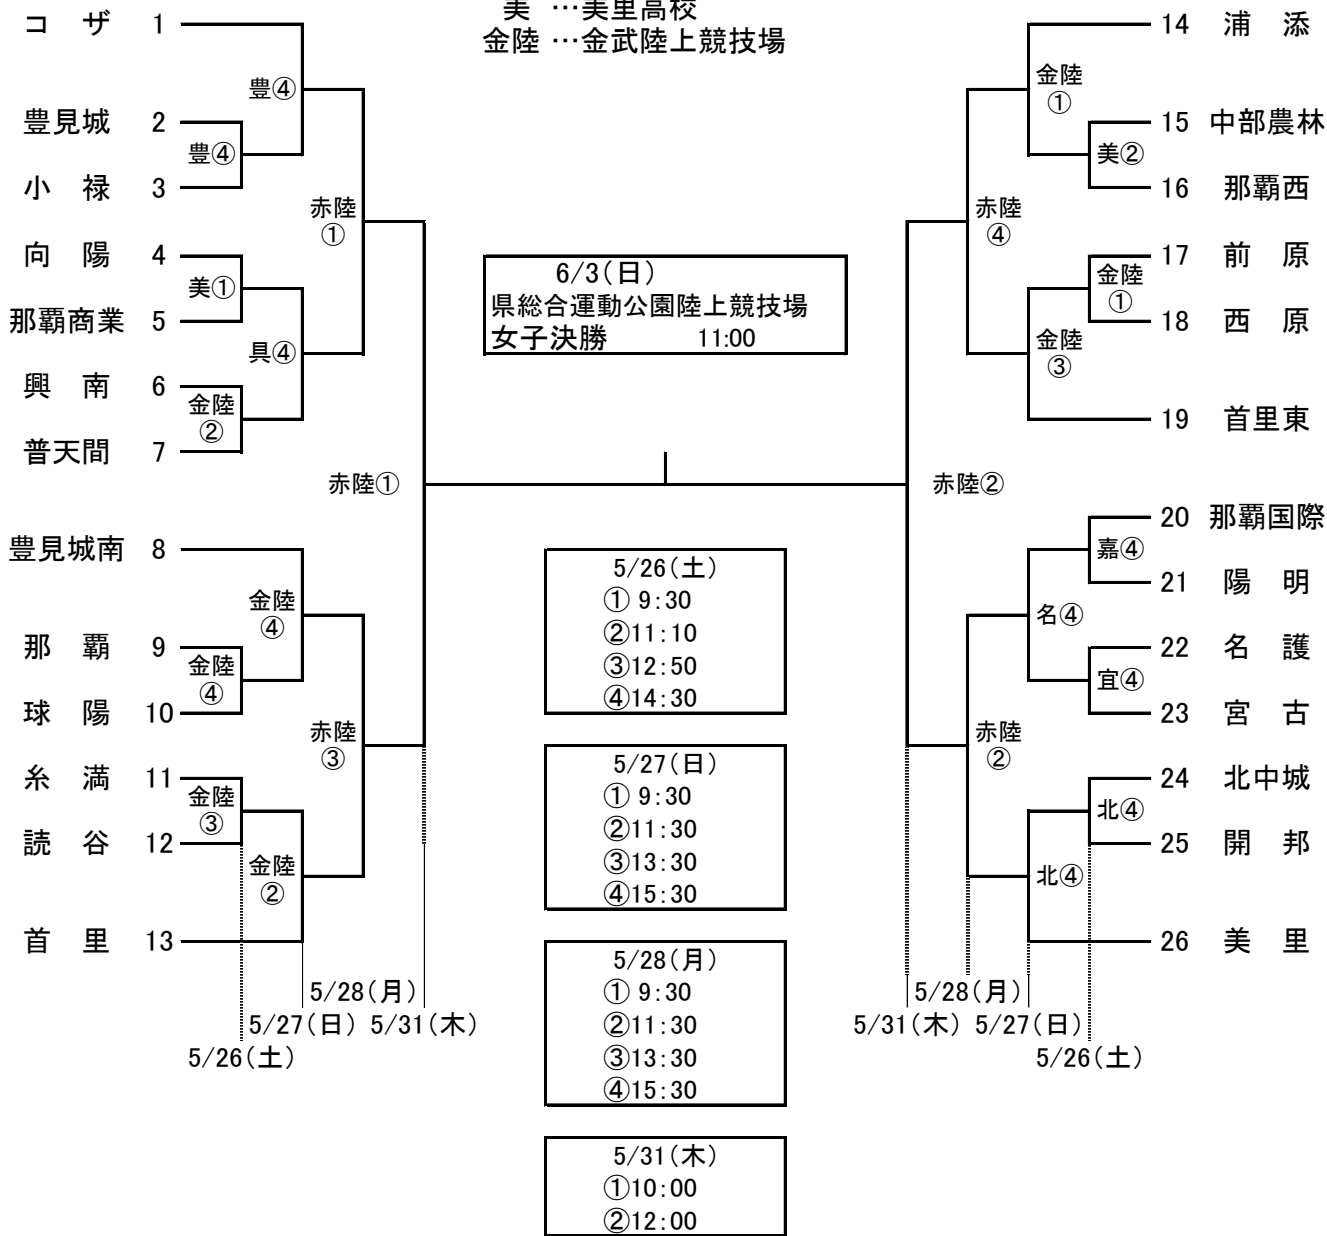 美 …美里高校
金陸 …金武陸上競技場
コ ザ 1
豊④
豊見城 2
豊④
小 禄 3
赤陸
①
向 陽 4
美①
那覇商業 5
具④
興 南 6
金陸
②
普天間 7
赤陸①
豊見城南 8
金陸
④
那 覇 9
金陸
④
球 陽 10
赤陸
③
糸 満 11
金陸
③
読 谷 12
金陸
②
首 里 13
5/28(月)
5/27(日) 5/31(木)
5/26(土)
6/3(日)
県総合運動公園陸上競技場
女子決勝 11:00
5/26(土)
① 9:30
②11:10
③12:50
④14:30
5/27(日)
① 9:30
②11:30
③13:30
④15:30
5/28(月)
① 9:30
②11:30
③13:30
④15:30
5/31(木)
①10:00
②12:00
14 浦 添
金陸
①
15 中部農林
美②
16 那覇西
赤陸
④
17 前 原
金陸
①
18 西 原
金陸
③
19 首里東
赤陸②
20 那覇国際
嘉④
21 陽 明
名④
22 名 護
宜④
23 宮 古
赤陸
②
24 北中城
北④
25 開 邦
北④
26 美 里
5/28(月)
5/31(木) 5/27(日)
5/26(土)